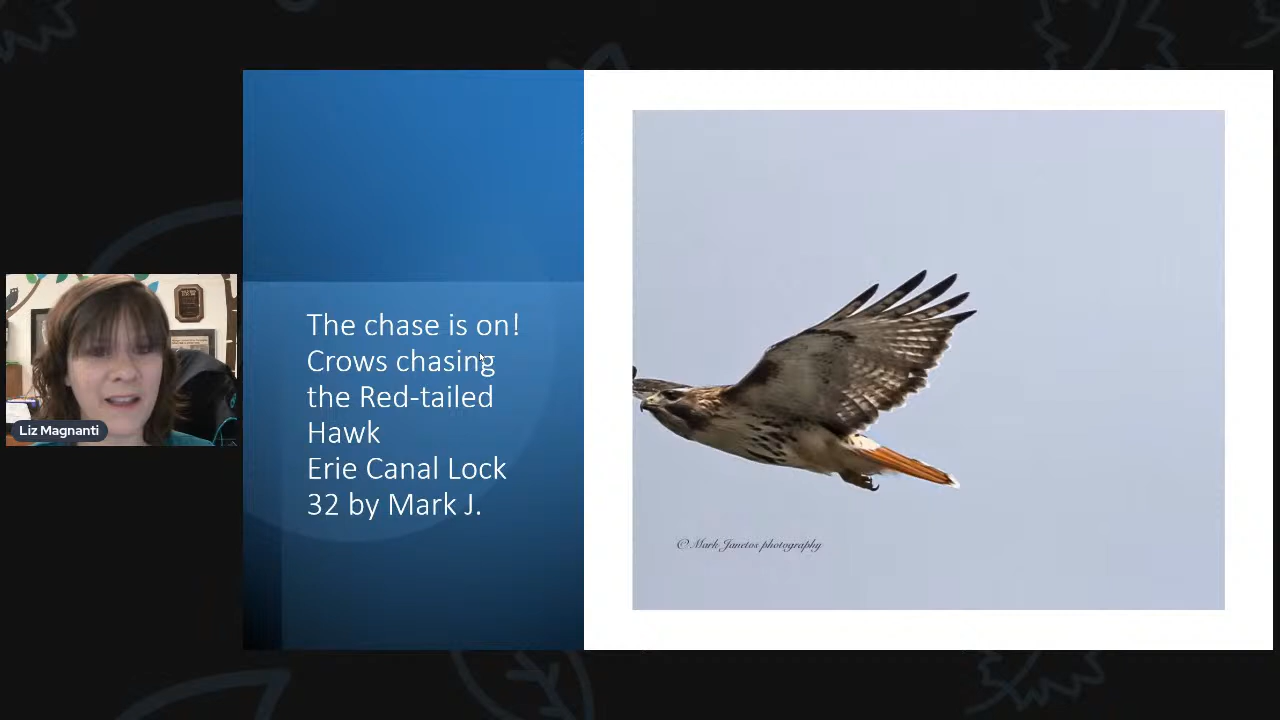 The chase is on!
Crows chasing
the Red-tailed
Hawk
Erie Canal Lock
32 by Mark J.
Liz Magnanti
© Mark Janetos photography